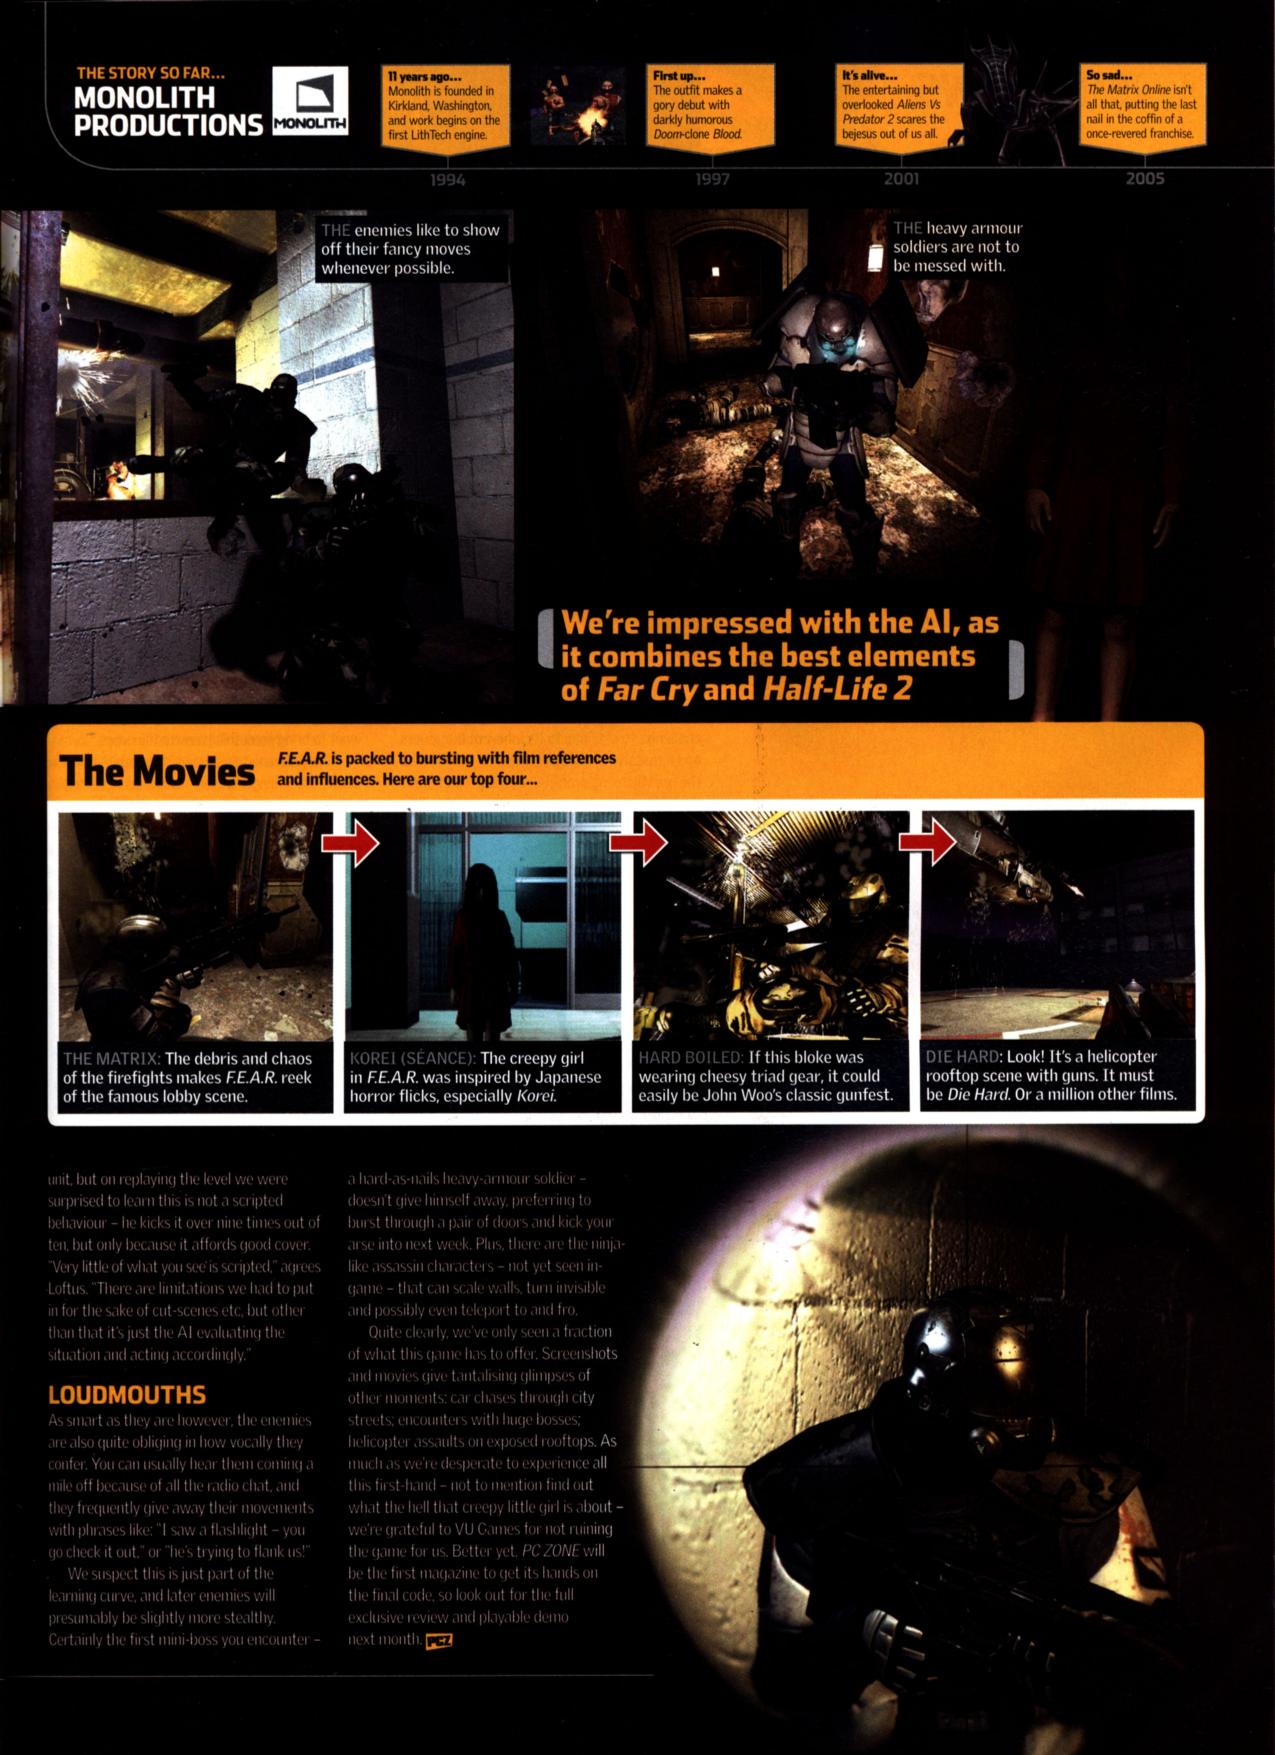 THE STORY SO FAR...
MONOLITH
PRODUCTIONS
MONOLITH
11 years ago...
Monolith is founded in
Kirkland, Washington,
and work begins on the
first LithTech engine.
1994
First up...
The outfit makes a
gory debut with
darkly humorous
Doom-clone Blood.
1997
It's alive...
The entertaining but
overlooked Aliens Vs
Predator 2 scares the
bejesus out of us all.
2001
So sad...
The Matrix Online isn't
all that, putting the last
nail in the coffin of a
once-revered franchise.
2005
THE enemies like to show
off their fancy moves
whenever possible.
THE heavy armour
soldiers are not to
be messed with.
We're impressed with the AI, as
it combines the best elements
of Far Cry and Half-Life 2
The Movies
F.E.A.R. is packed to bursting with film references
and influences. Here are our top four...
THE MATRIX: The debris and chaos
of the firefights makes F.E.A.R. reek
of the famous lobby scene.
KOREI (SÉANCE): The creepy girl
in F.E.A.R. was inspired by Japanese
horror flicks, especially Korei.
HARD BOILED: If this bloke was
wearing cheesy triad gear, it could
easily be John Woo's classic gunfest.
DIE HARD: Look! It's a helicopter
rooftop scene with guns. It must
be Die Hard. Or a million other films.
unit, but on replaying the level we were
surprised to learn this is not a scripted
behaviour – he kicks it over nine times out of
ten, but only because it affords good cover.
"Very little of what you see is scripted," agrees
Loftus. "There are limitations we had to put
in for the sake of cut-scenes etc, but other
than that it's just the AI evaluating the
situation and acting accordingly."
LOUDMOUTHS
As smart as they are however, the enemies
are also quite obliging in how vocally they
confer. You can usually hear them coming a
mile off because of all the radio chat, and
they frequently give away their movements
with phrases like: "I saw a flashlight – you
go check it out," or "he's trying to flank us!"
We suspect this is just part of the
learning curve, and later enemies will
presumably be slightly more stealthy.
Certainly the first mini-boss you encounter –
a hard-as-nails heavy-armour soldier –
doesn't give himself away, preferring to
burst through a pair of doors and kick your
arse into next week. Plus, there are the ninja-
like assassin characters – not yet seen in-
game – that can scale walls, turn invisible
and possibly even teleport to and fro.
Quite clearly, we've only seen a fraction
of what this game has to offer. Screenshots
and movies give tantalising glimpses of
other moments: car chases through city
streets; encounters with huge bosses;
helicopter assaults on exposed rooftops. As
much as we're desperate to experience all
this first-hand – not to mention find out
what the hell that creepy little girl is about –
we're grateful to VU Games for not ruining
the game for us. Better yet, PC ZONE will
be the first magazine to get its hands on
the final code, so look out for the full
exclusive review and playable demo
next month. PCZ